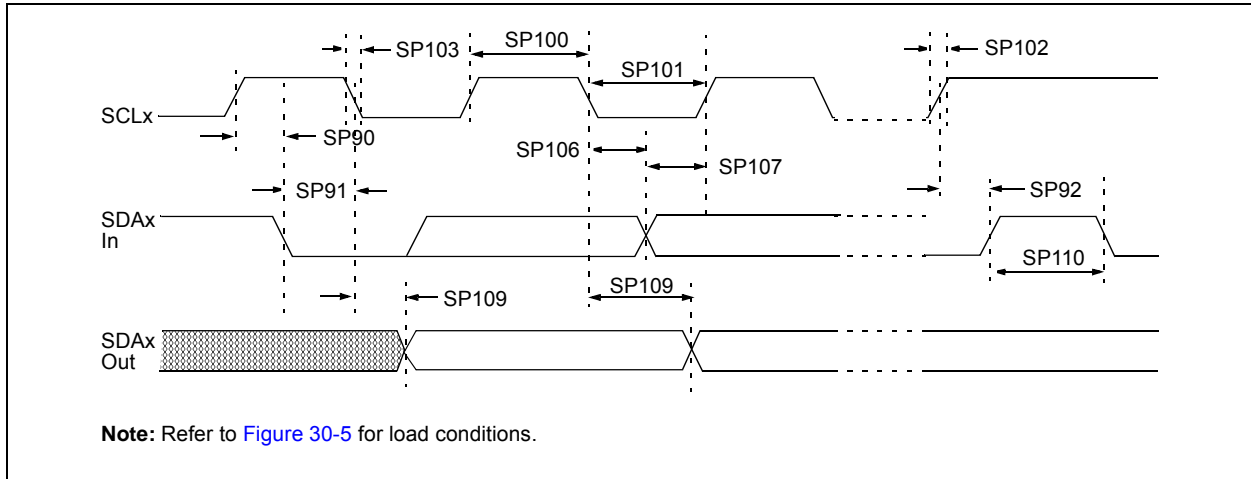 SP103
SP100
SP102
SP101
SCLx
SP90
SP106
SP107
SP91
SP92
SDAx
In
SP110
SP109
SP109
SDAx
Out
Note: Refer to Figure 30-5 for load conditions.